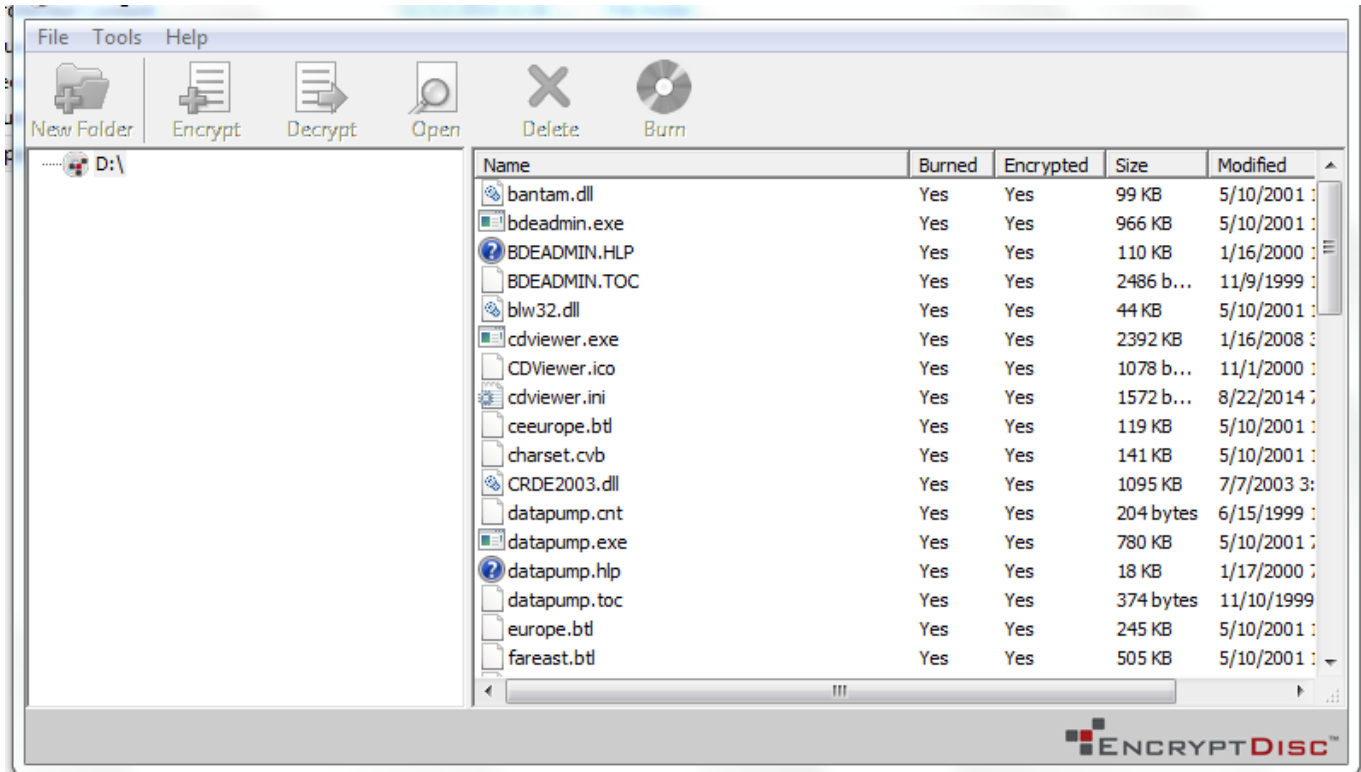 File Tools Help
New Folder Encrypt Decrypt Open Delete Burn
D:\
Name Burned Encrypted Size Modified
bantam.dll Yes Yes 99 KB 5/10/2001
bdeadmin.exe Yes Yes 966 KB 5/10/2001
BDEADMIN.HLP Yes Yes 110 KB 1/16/2000
BDEADMIN.TOC Yes Yes 2486 b... 11/9/1999
blw32.dll Yes Yes 44 KB 5/10/2001
cdviewer.exe Yes Yes 2392 KB 1/16/2008
CDViewer.ico Yes Yes 1078 b... 11/1/2000
cdviewer.ini Yes Yes 1572 b... 8/22/2014
ceeurope.btl Yes Yes 119 KB 5/10/2001
charset.cvb Yes Yes 141 KB 5/10/2001
CRDE2003.dll Yes Yes 1095 KB 7/7/2003 3:
datapump.cnt Yes Yes 204 bytes 6/15/1999
datapump.exe Yes Yes 780 KB 5/10/2001
datapump.hlp Yes Yes 18 KB 1/17/2000
datapump.toc Yes Yes 374 bytes 11/10/1999
europe.btl Yes Yes 245 KB 5/10/2001
fareast.btl Yes Yes 505 KB 5/10/2001
ENCRYPTDISC™